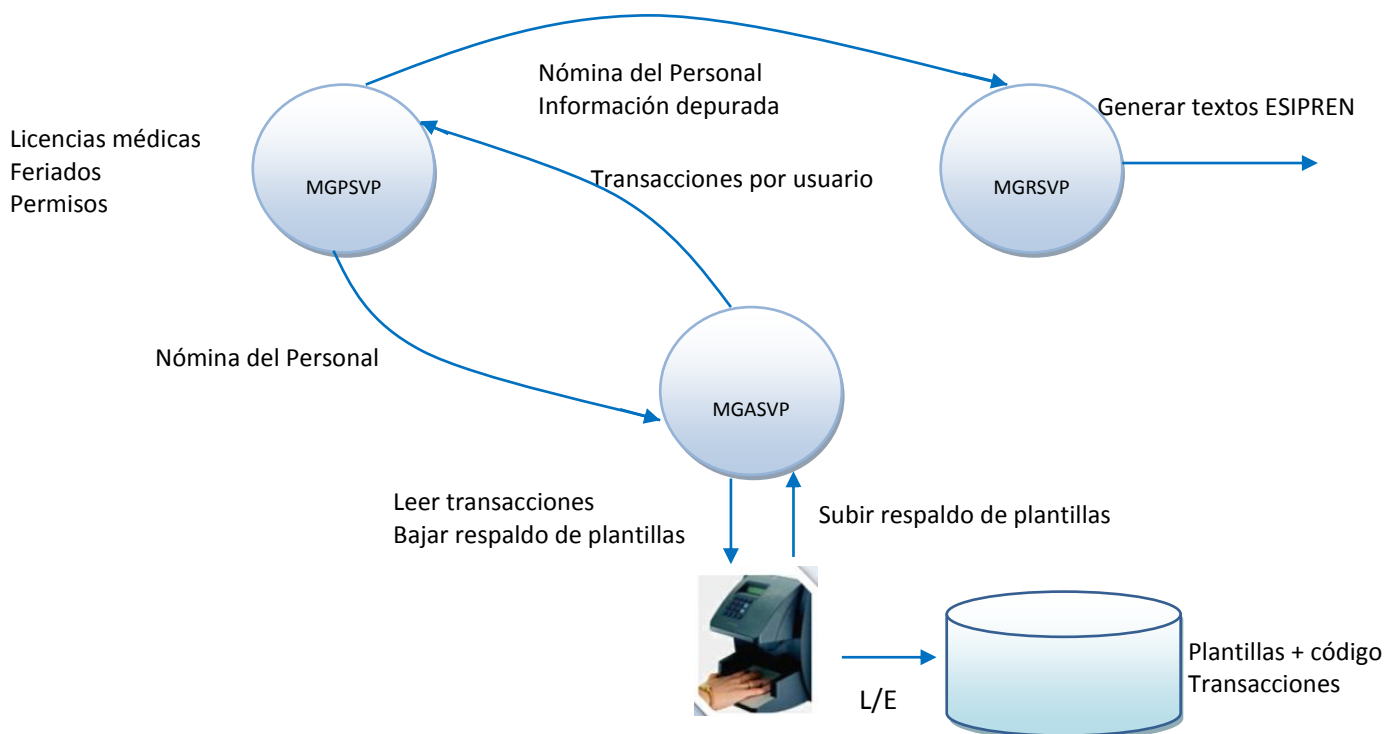 Nómina del Personal
Información depurada
Generar textos ESIPREN
Licencias médicas
Feriados
Permisos
MGPSVP
Transacciones por usuario
MGRSVP
Nómina del Personal
MGASVP
Leer transacciones
Bajar respaldo de plantillas
Subir respaldo de plantillas
L/E
Plantillas + código
Transacciones